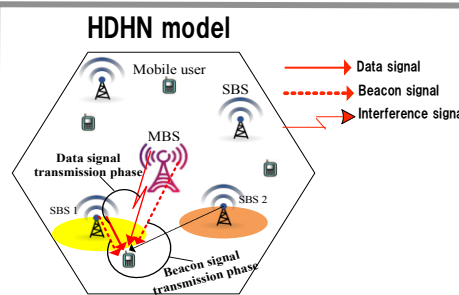 HDHN model
Mobile user
SBS
MBS
Data signal
transmission phase
SBS 1
SBS 2
Beacon signal
transmission phase
Data signal
Beacon signal
Interference signa